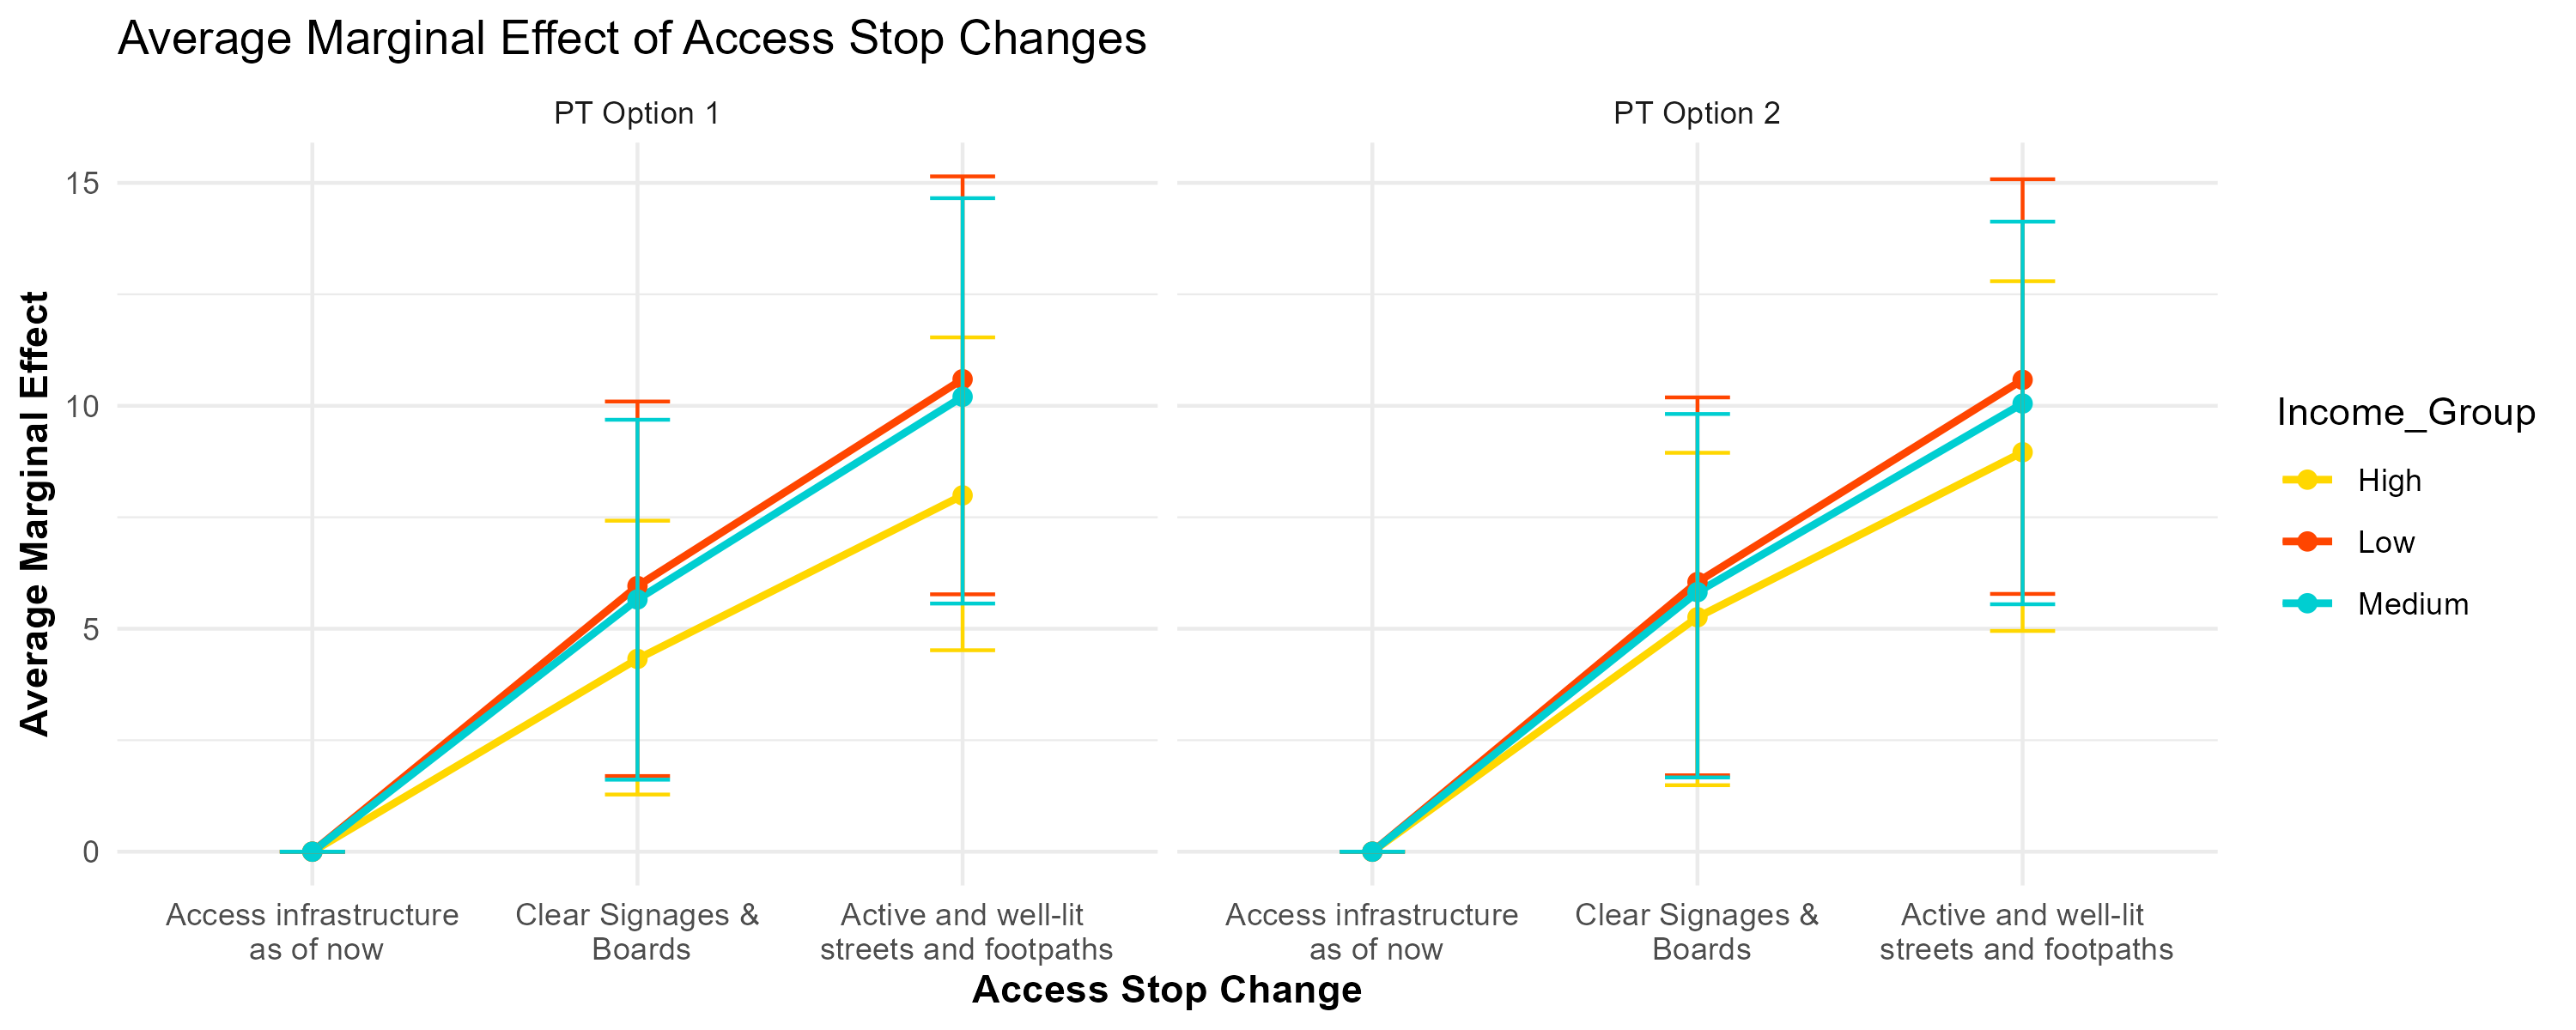 Average Marginal Effect of Access Stop Changes
PT Option 1
PT Option 2
Average Marginal Effect
15
10
5
0
Access infrastructure
as of now
Clear Signages &
Boards
Active and well-lit
streets and footpaths
Access infrastructure
as of now
Clear Signages &
Boards
Active and well-lit
streets and footpaths
Access Stop Change
Income_Group
High
Low
Medium